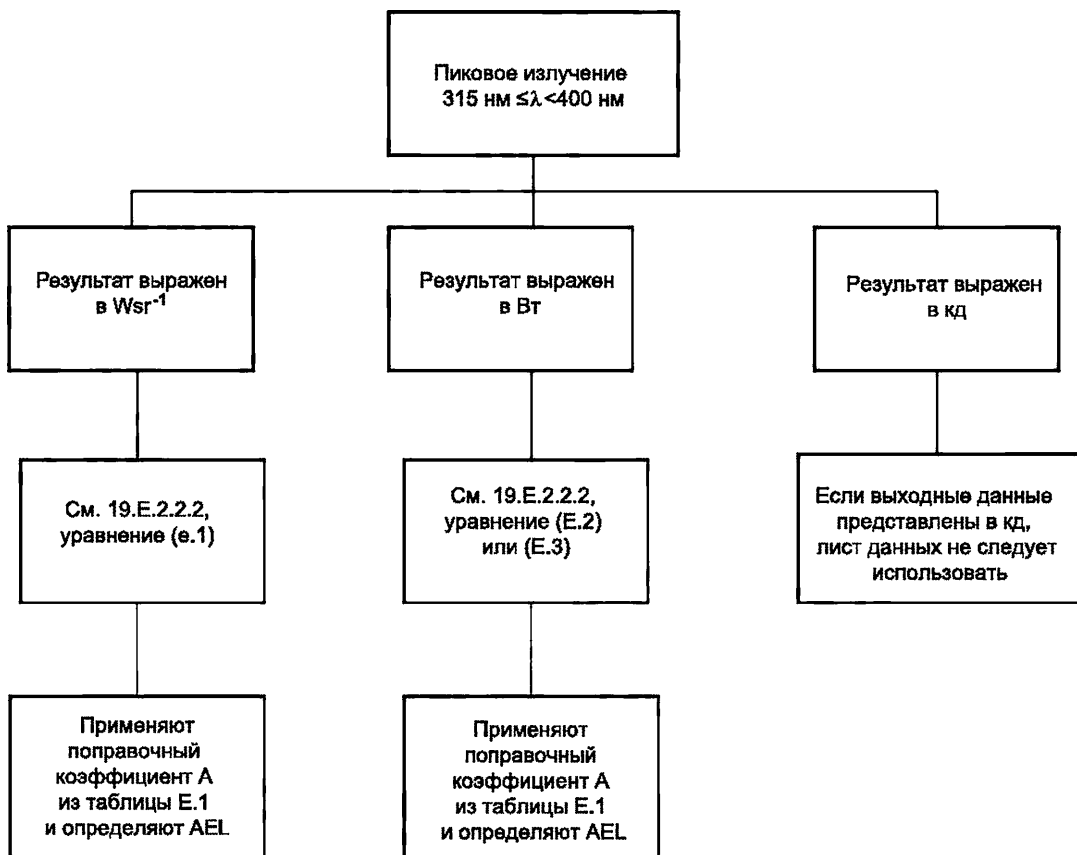 Пиковое излучение
315 нм ≤λ<400 нм
Результат выражен
в Wsr⁻¹
Результат выражен
в Вт
Результат выражен
в кд
См. 19.Е.2.2.2,
уравнение (е.1)
См. 19.Е.2.2.2,
уравнение (Е.2)
или (Е.3)
Если выходные данные
представлены в кд,
лист данных не следует
использовать
Применяют
поправочный
коэффициент А
из таблицы Е.1
и определяют AEL
Применяют
поправочный
коэффициент А
из таблицы Е.1
и определяют AEL